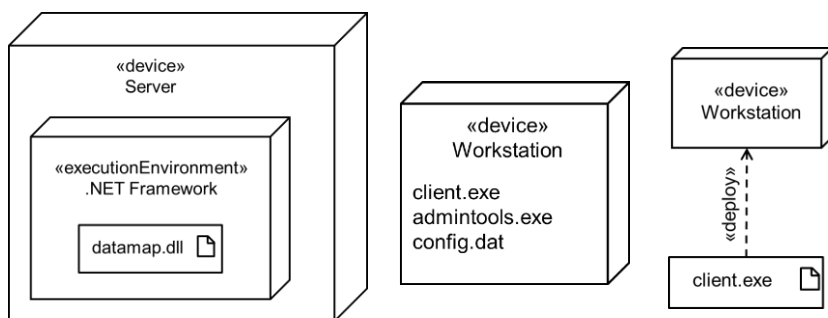 «device»
Server
«executionEnvironment»
.NET Framework
datamap.dll
«device»
Workstation
client.exe
admintools.exe
config.dat
«device»
Workstation
«deploy»
client.exe